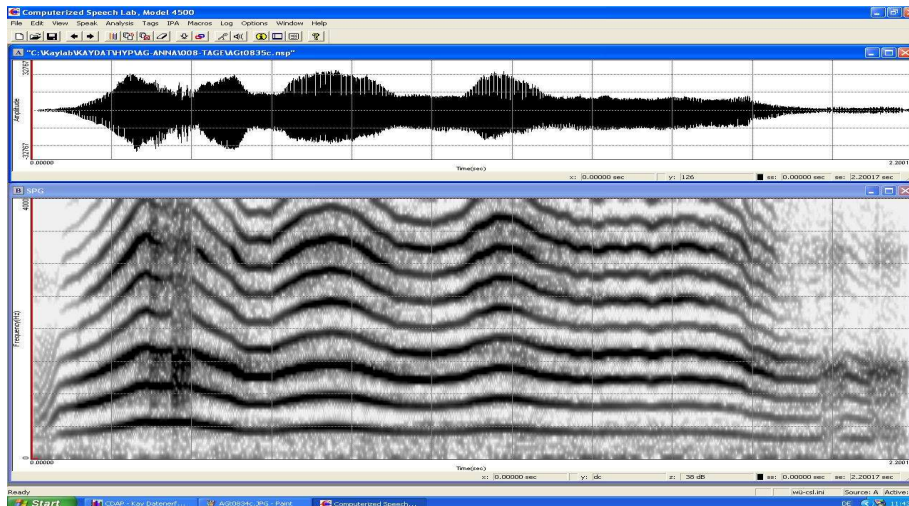 Computerized Speech Lab, Model 4500
File Edit View Speak Analysis Tags IPA Macros Log Options Window Help
A "C:\Kaylab\KAYDAT\HYP\AG-ANNA\008-TAGE\AGt0835c.nsp"
32767
Amplitude
-32767
0.00000 2.2001
Time(sec)
x: 0.00000 sec y: 126 ss: 0.00000 sec se: 2.20017 sec
B SPG
4000
Frequency(Hz)
0
0.00000 2.2001
Time(sec)
x: 0.00000 sec y: dc z: 38 dB ss: 0.00000 sec se: 2.20017 sec
Ready wü-csl.ini Source: A Active:
Start CDAP - Kay Datenerf... AGt0834c.JPG - Paint Computerized Speech... DE